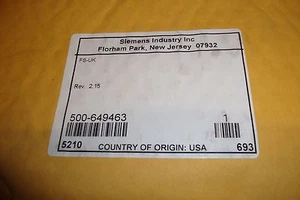 Siemens Industry Inc
Florham Park, New Jersey 07932
FS-UK
Rev. 2.15
500-649463 1
5210 COUNTRY OF ORIGIN: USA 693